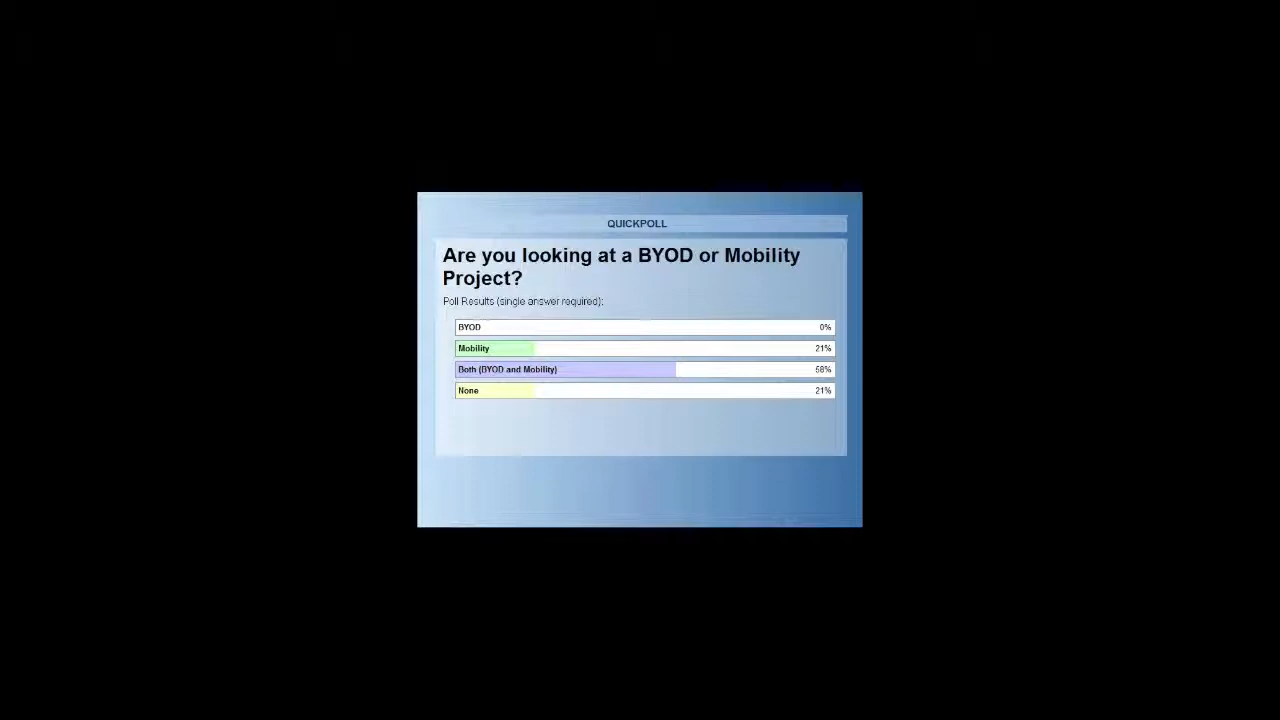 QUICKPOLL
Are you looking at a BYOD or Mobility
Project?
Poll Results (single answer required):
BYOD 0%
Mobility 21%
Both (BYOD and Mobility) 58%
None 21%